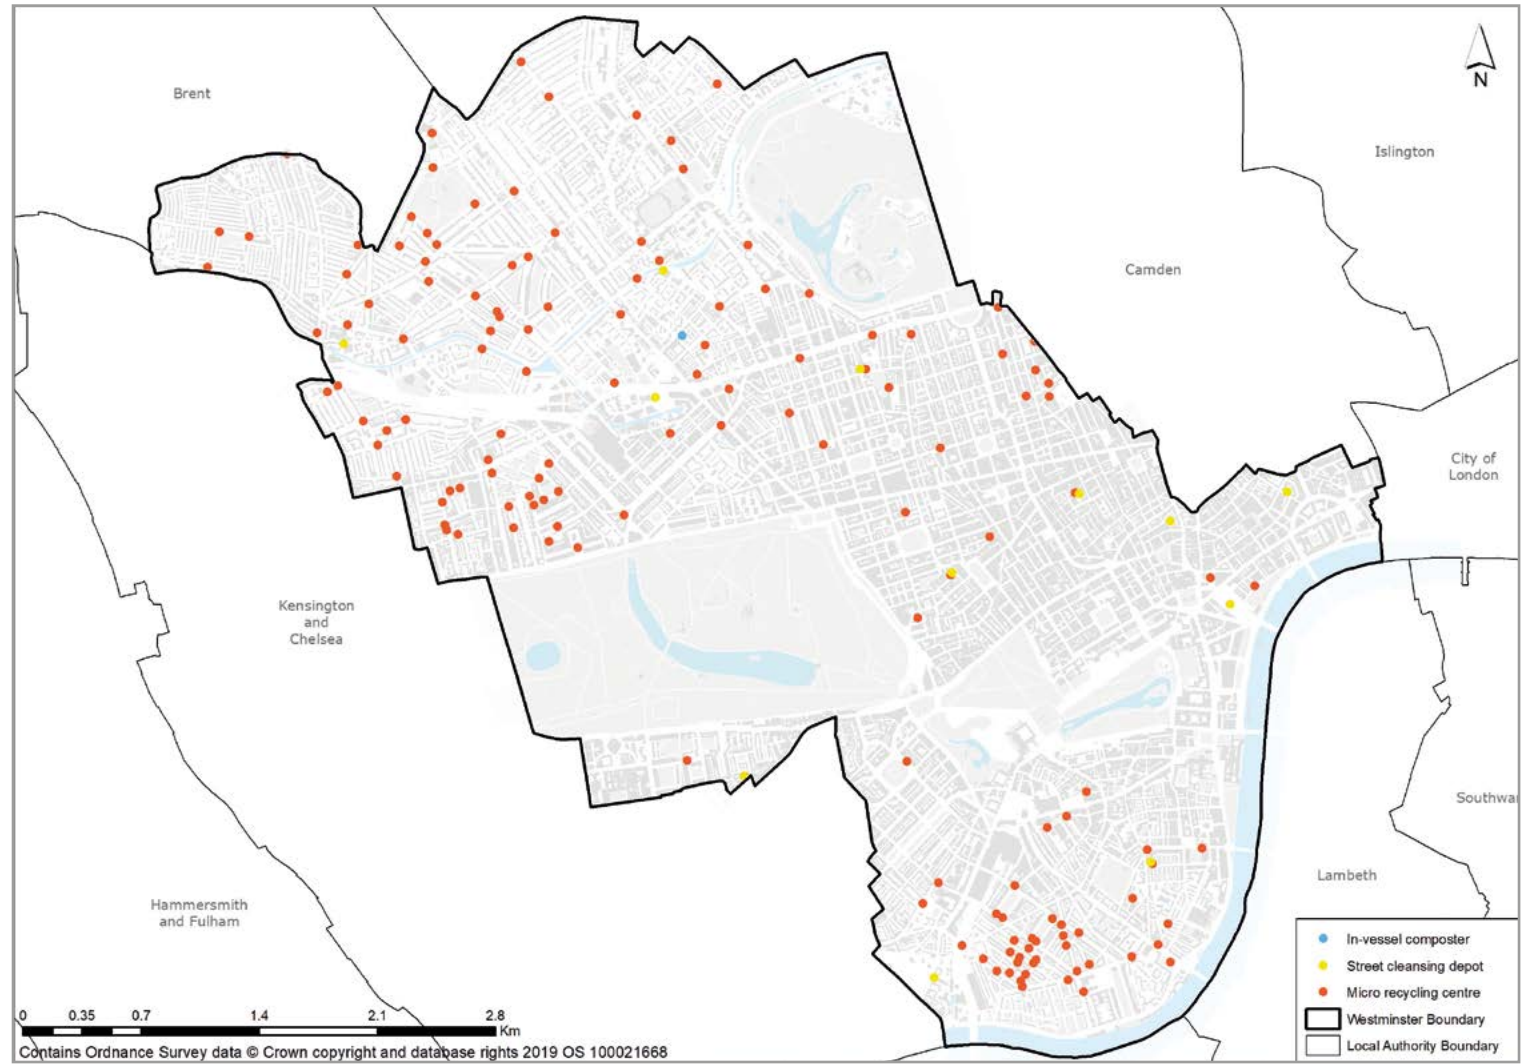 N
Brent
Islington
Camden
City of
London
Kensington
and
Chelsea
Southwar
Lambeth
Hammersmith
and Fulham
In-vessel composter
Street cleansing depot
Micro recycling centre
Westminster Boundary
Local Authority Boundary
0 0.35 0.7 1.4 2.1 2.8
Km
Contains Ordnance Survey data © Crown copyright and database rights 2019 OS 100021668